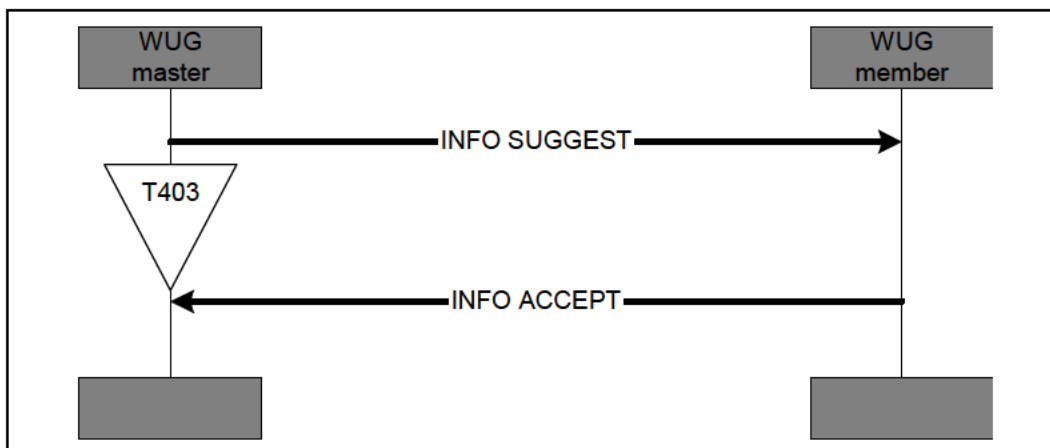 WUG
master
WUG
member
INFO SUGGEST
T403
INFO ACCEPT